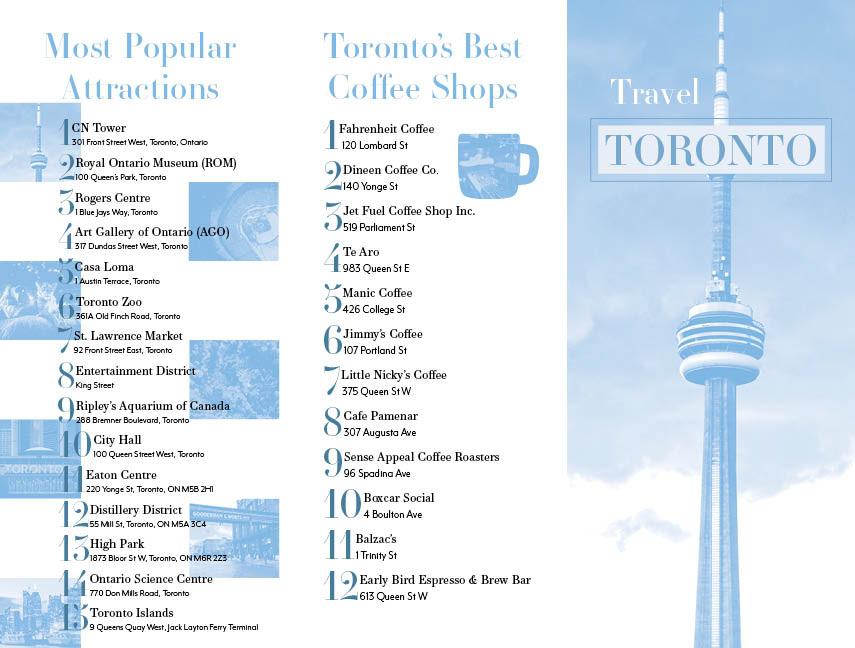 Most Popular
Attractions
1 CN Tower
301 Front Street West, Toronto, Ontario
2 Royal Ontario Museum (ROM)
100 Queen's Park, Toronto
3 Rogers Centre
1 Blue Jays Way, Toronto
4 Art Gallery of Ontario (AGO)
317 Dundas Street West, Toronto
5 Casa Loma
1 Austin Terrace, Toronto
6 Toronto Zoo
361A Old Finch Road, Toronto
7 St. Lawrence Market
92 Front Street East, Toronto
8 Entertainment District
King Street
9 Ripley's Aquarium of Canada
288 Bremner Boulevard, Toronto
10 City Hall
100 Queen Street West, Toronto
TORONTO
11 Eaton Centre
220 Yonge St, Toronto, ON M5B 2H1
12 Distillery District
55 Mill St, Toronto, ON M5A 3C4
13 High Park
1873 Bloor St W, Toronto, ON M6R 2Z3
14 Ontario Science Centre
770 Don Mills Road, Toronto
15 Toronto Islands
9 Queens Quay West, Jack Layton Ferry Terminal
Toronto's Best
Coffee Shops
1 Fahrenheit Coffee
120 Lombard St
2 Dineen Coffee Co.
140 Yonge St
3 Jet Fuel Coffee Shop Inc.
519 Parliament St
4 Te Aro
983 Queen St E
5 Manic Coffee
426 College St
6 Jimmy's Coffee
107 Portland St
7 Little Nicky's Coffee
375 Queen St W
8 Cafe Pamenar
307 Augusta Ave
9 Sense Appeal Coffee Roasters
96 Spadina Ave
10 Boxcar Social
4 Boulton Ave
11 Balzac's
1 Trinity St
12 Early Bird Espresso & Brew Bar
613 Queen St W
Travel
TORONTO